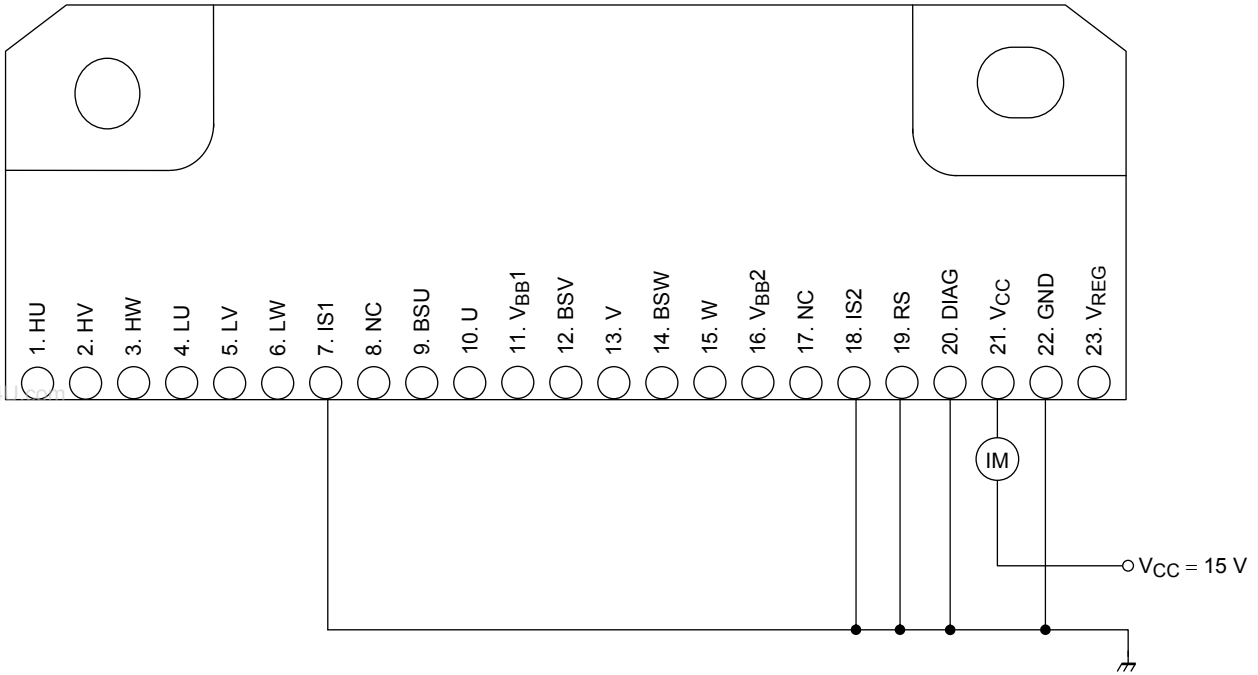 1. HU
2. HV
3. HW
4. LU
5. LV
6. LW
7. IS1
8. NC
9. BSU
10. U
11. VBB1
12. BSV
13. V
14. BSW
15. W
16. VBB2
17. NC
18. IS2
19. RS
20. DIAG
21. VCC
22. GND
23. VREG
IM
VCC = 15 V